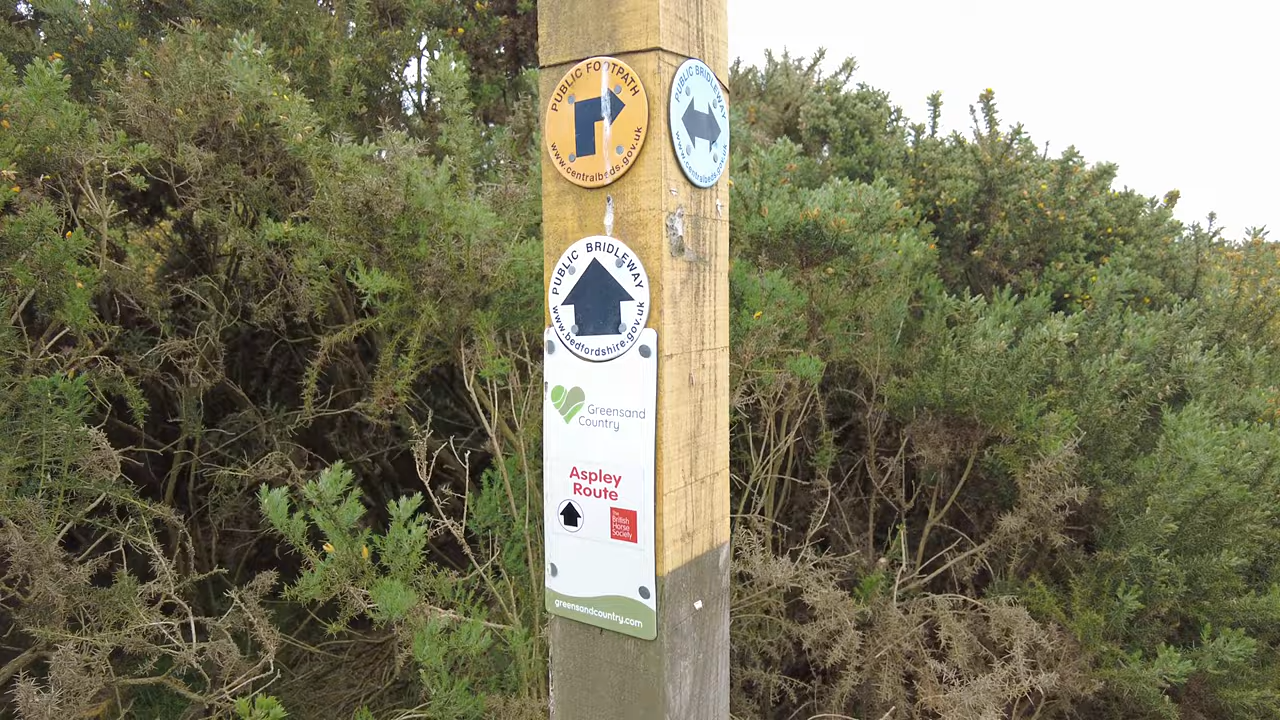 PUBLIC FOOTPATH
www.centralbeds.gov.uk
PUBLIC BRIDLEWAY
www.centralbeds.gov.uk
PUBLIC BRIDLEWAY
www.bedfordshire.gov.uk
Greensand
Country
Aspley
Route
The
British
Horse
Society
greensandcountry.com